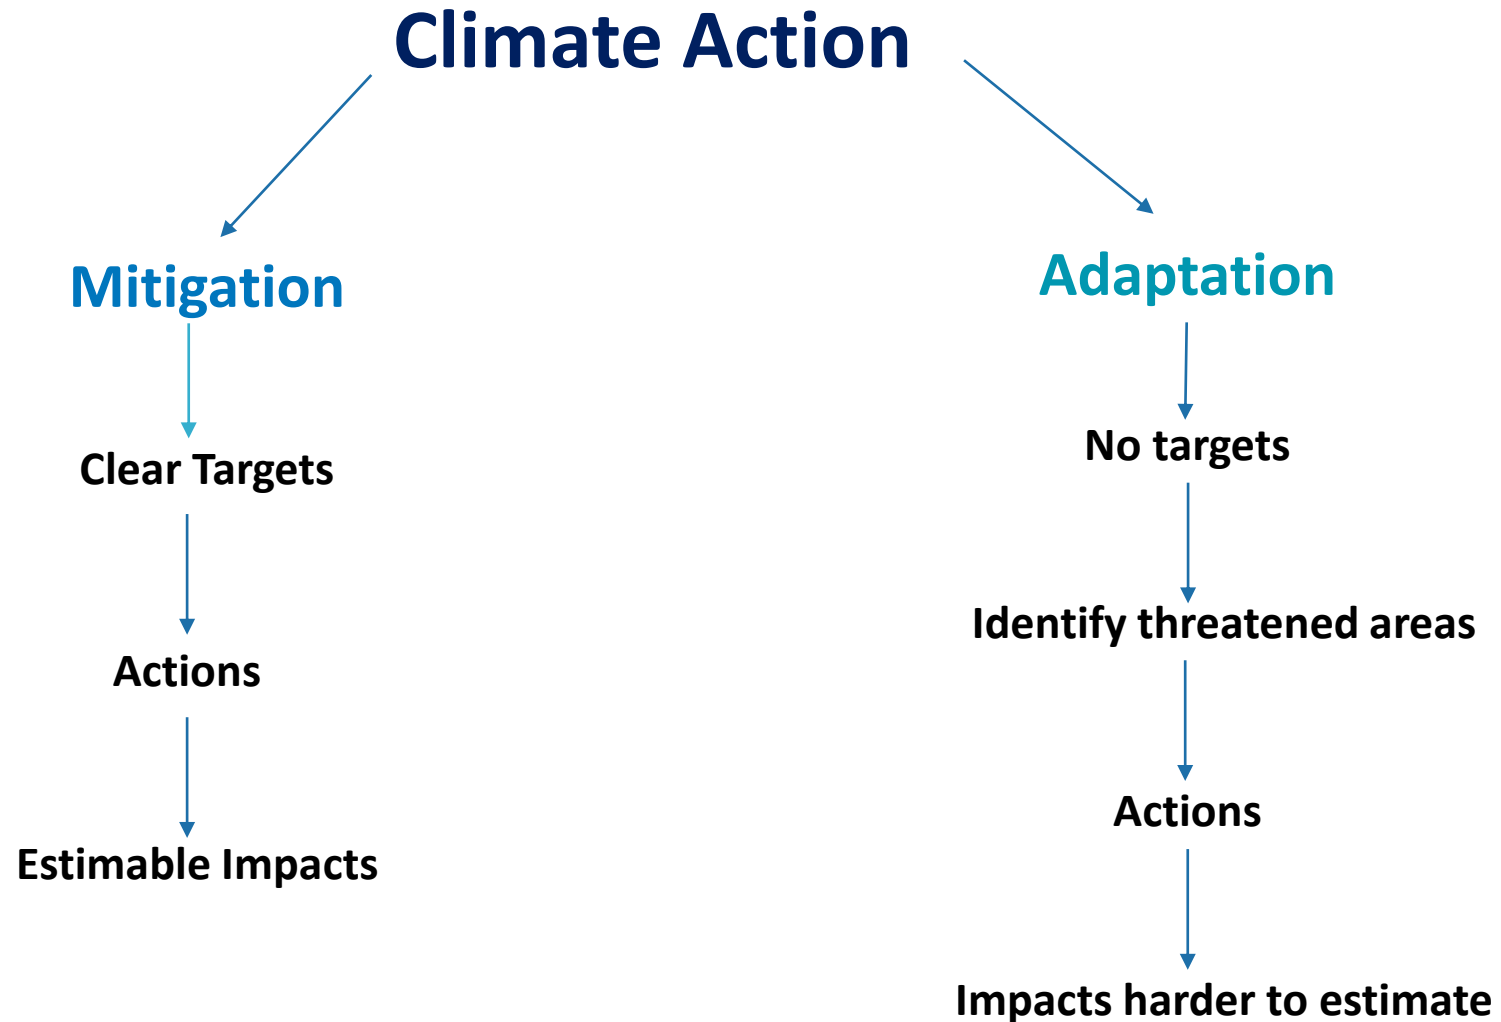 Climate Action
Mitigation
Clear Targets
Actions
Estimable Impacts
Adaptation
No targets
Identify threatened areas
Actions
Impacts harder to estimate